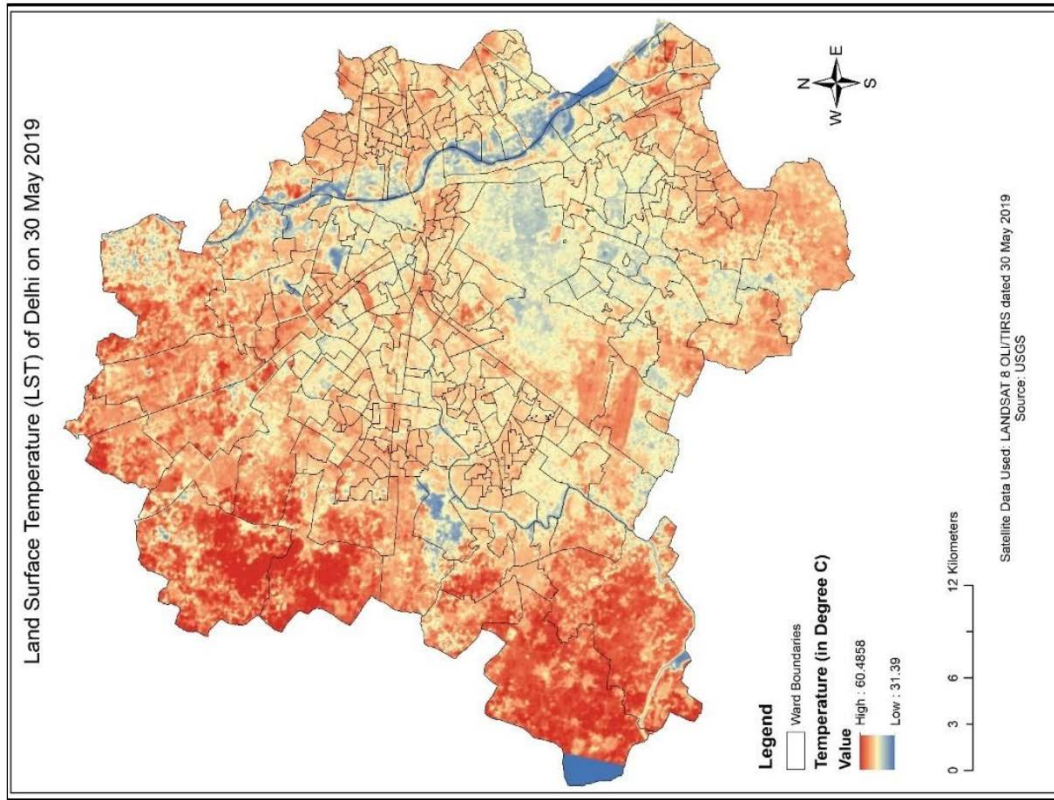 Land Surface Temperature (LST) of Delhi on 30 May 2019
N
W E
S
Legend
Ward Boundaries
Temperature (in Degree C)
Value
High : 60.4858
Low : 31.39
0 3 6 12 Kilometers
Satellite Data Used: LANDSAT 8 OLI/TIRS dated 30 May 2019
Source: USGS